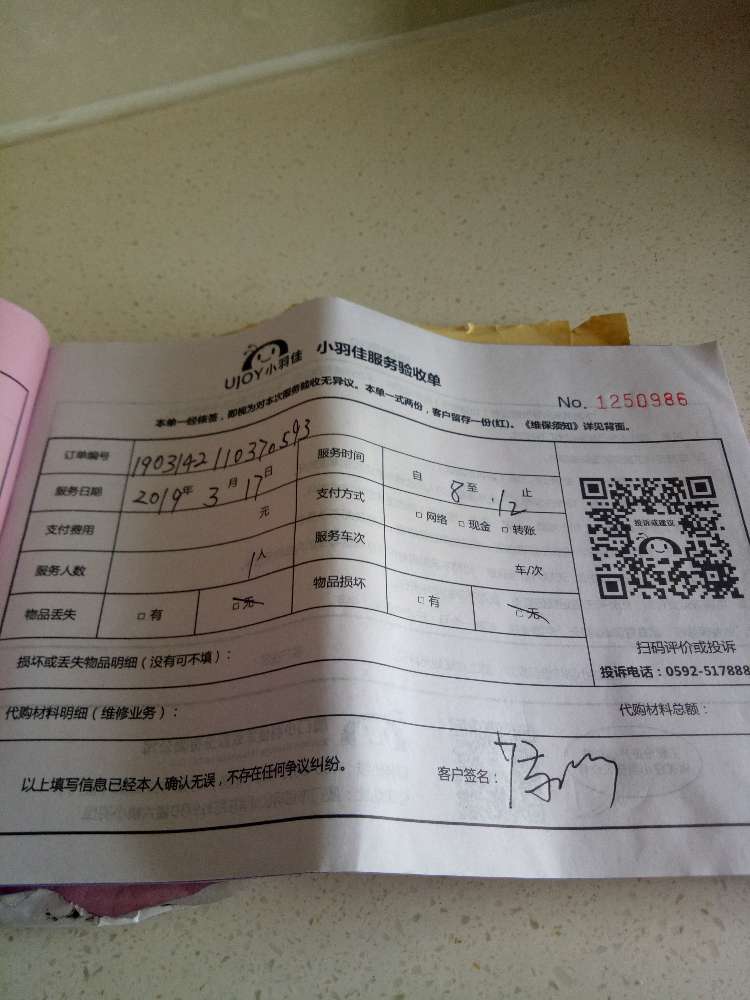 UJOY小羽佳 小羽佳服务验收单
No. 1250986
本单一经核签，即视为对本次服务验收无异议。本单一式两份，客户留存一份(红)。《维保须知》详见背面。
订单编号 1903142110370593 服务时间 自 8 至 12 止
服务日期 2019年 3月 17日 支付方式 □ 网络 □ 现金 □ 转账
支付费用 元 服务车次 车/次
服务人数 1人 物品损坏 □ 有 □ 无
物品丢失 □ 有 □ 无
投诉或建议
扫码评价或投诉
投诉电话：0592-517888
损坏或丢失物品明细（没有可不填）：
代购材料明细（维修业务）： 代购材料总额：
以上填写信息已经本人确认无误，不存在任何争议纠纷。 客户签名：